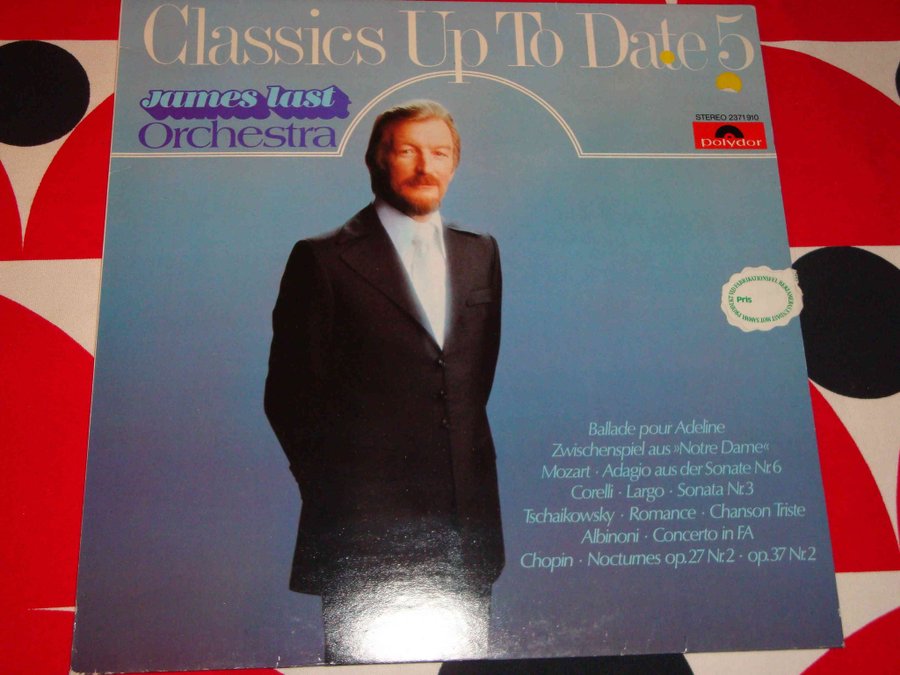 Classics Up To Date 5
James Last
Orchestra
STEREO 2371 910
Polydor
Pris
Ballade pour Adeline
Zwischenspiel aus »Notre Dame«
Mozart · Adagio aus der Sonate Nr. 6
Corelli · Largo · Sonata Nr. 3
Tschaikowsky · Romance · Chanson Triste
Albinoni · Concerto in FA
Chopin · Nocturnes op. 27 Nr. 2 · op. 37 Nr. 2